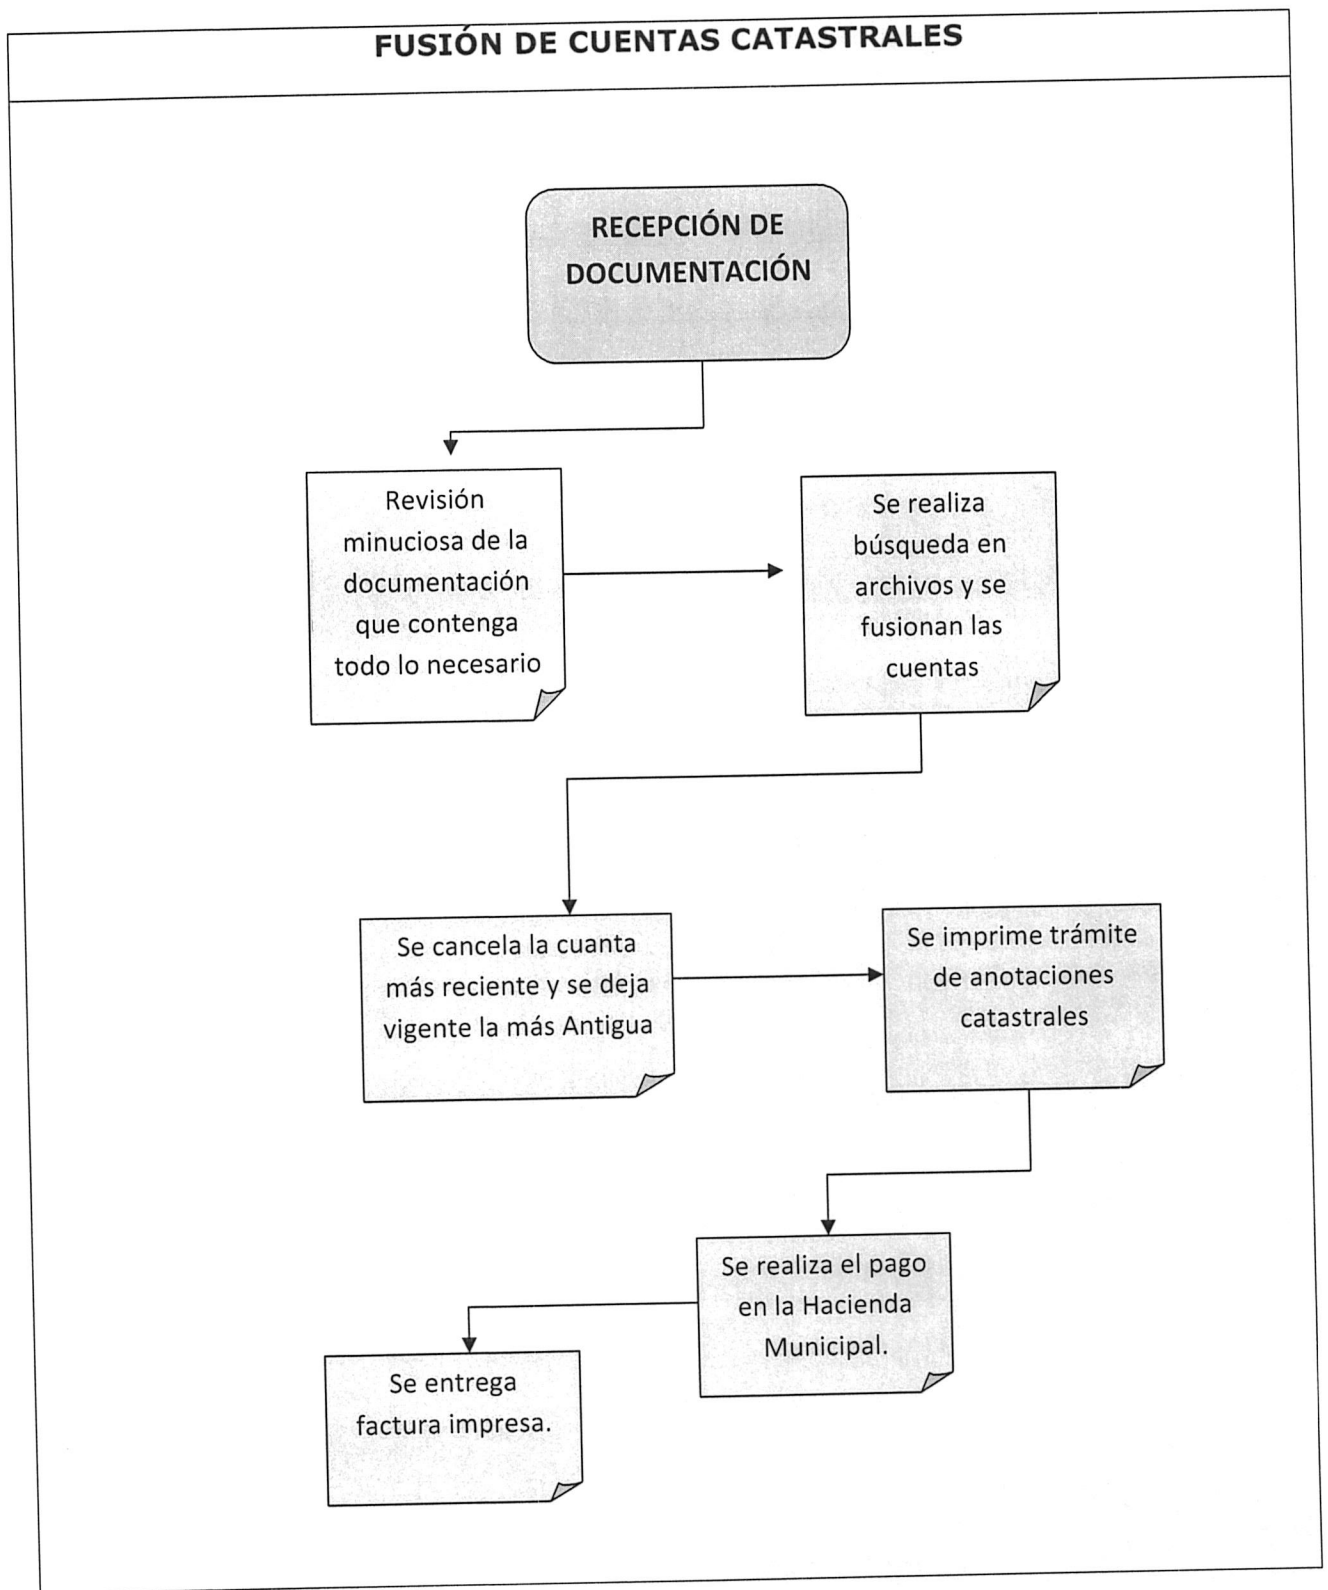 FUSIÓN DE CUENTAS CATASTRALES
RECEPCIÓN DE
DOCUMENTACIÓN
Revisión
minuciosa de la
documentación
que contenga
todo lo necesario
Se realiza
búsqueda en
archivos y se
fusionan las
cuentas
Se cancela la cuanta
más reciente y se deja
vigente la más Antigua
Se imprime trámite
de anotaciones
catastrales
Se realiza el pago
en la Hacienda
Municipal.
Se entrega
factura impresa.